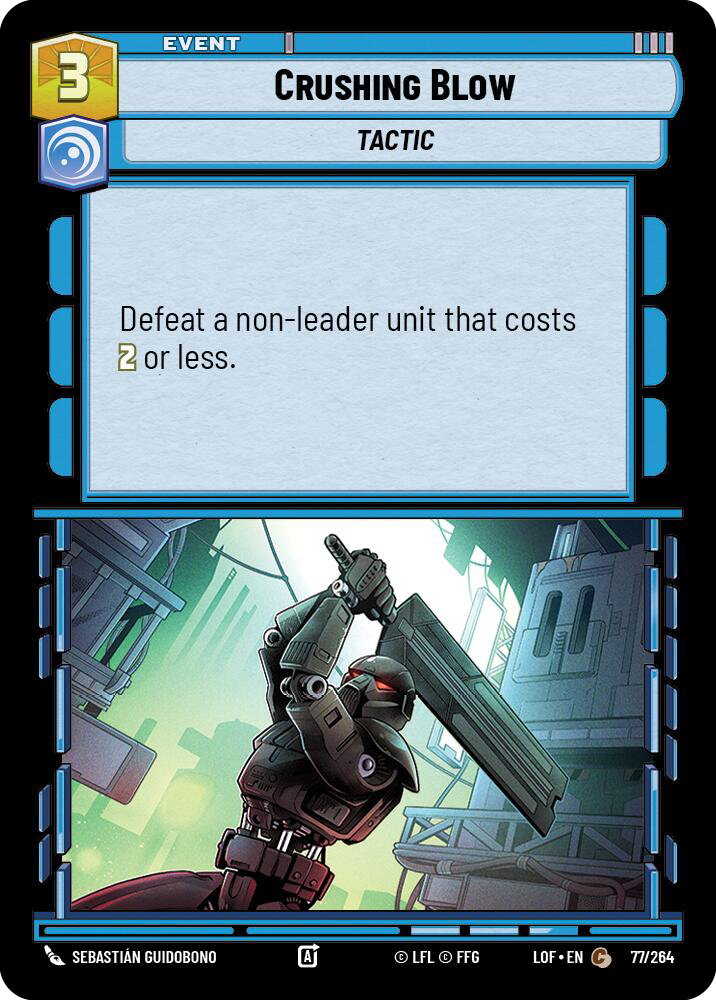 EVENT
3
CRUSHING BLOW
TACTIC
Defeat a non-leader unit that costs
2 or less.
SEBASTIÁN GUIDOBONO
A
© LFL © FFG
LOF • EN
C
77/264